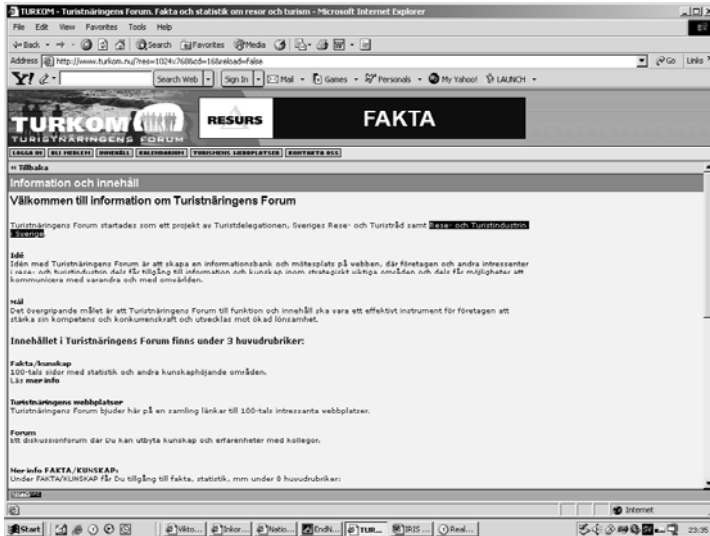 TURKOM - Turistnäringens Forum. Fakta och statistik om resor och turism - Microsoft Internet Explorer
File Edit View Favorites Tools Help
Back Search Favorites Media
Address http://www.turkom.nu/?res=1024x768&cd=16&reload=false Go Links
Y! Search Web Sign In Mail Games Personals My Yahoo! LAUNCH
TURKOM
TURISTNÄRINGENS FORUM
RESURS FAKTA
LOGGA IN BLI MEDLEM INNEHÅLL KALENDARIUM TURISMENS WEBBPLATSER KONTAKTA OSS
Tillbaka
Information och innehåll
Välkommen till information om Turistnäringens Forum
Turistnäringens Forum startades som ett projekt av Turistdelegationen, Sveriges Rese- och Turistråd samt Rese- och Turistindustrin
i Sverige.
Idé
Idén med Turistnäringens Forum är att skapa en informationsbank och mötesplats på webben, där företagen och andra intressenter
i rese- och turistindustrin dels får tillgång till information och kunskap inom strategiskt viktiga områden och dels får möjligheter att
kommunicera med varandra och med omvärlden.
Mål
Det övergripande målet är att Turistnäringens Forum till funktion och innehåll ska vara ett effektivt instrument för företagen att
stärka sin kompetens och konkurrenskraft och utvecklas mot ökad lönsamhet.
Innehållet i Turistnäringens Forum finns under 3 huvudrubriker:
Fakta/kunskap
100-tals sidor med statistik och andra kunskaphöjande områden.
Läs mer info
Turistnäringens webbplatser
Turistnäringens Forum bjuder här på en samling länkar till 100-tals intressanta webbplatser.
Forum
Ett diskussionforum där Du kan utbyta kunskap och erfarenheter med kollegor.
Mer info FAKTA/KUNSKAP:
Under FAKTA/KUNSKAP får Du tillgång till fakta, statistik, mm under 8 huvudrubriker:
Internet
Start Vikto... Inkor... Natio... EndN... TUR... IRIS ... Real... 23:35